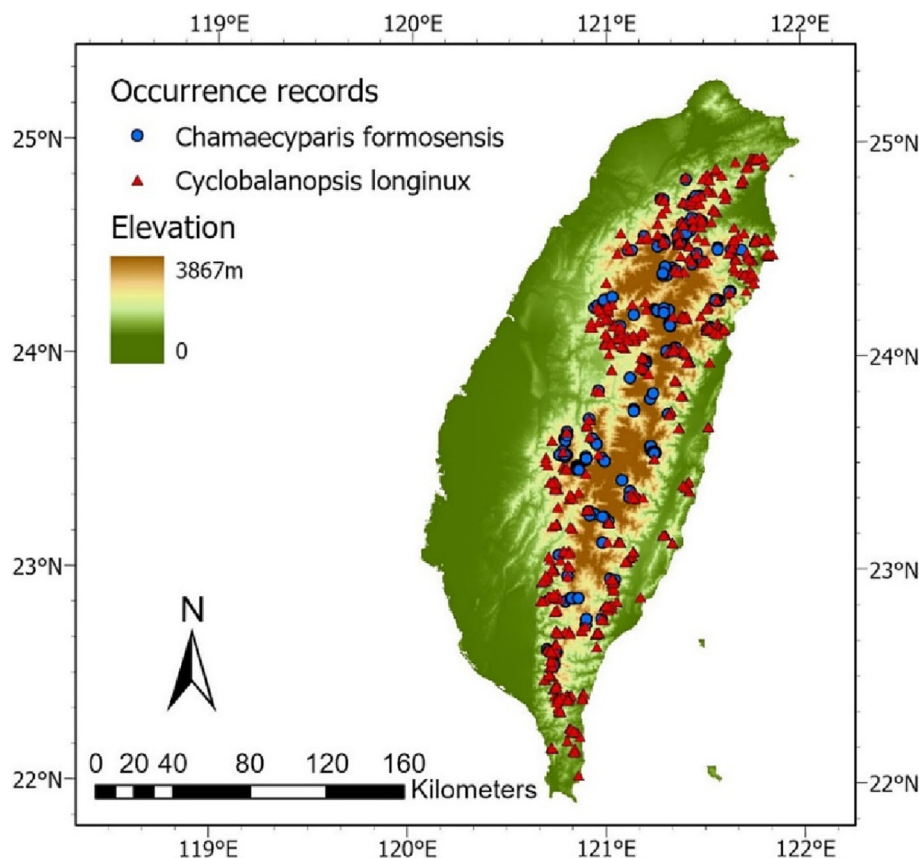 119°E 120°E 121°E 122°E
Occurrence records
Chamaecyparis formosensis
Cyclobalanopsis longinux
Elevation
3867m
0
25°N 25°N
24°N 24°N
23°N 23°N
22°N 22°N
N
0 20 40 80 120 160
Kilometers
119°E 120°E 121°E 122°E